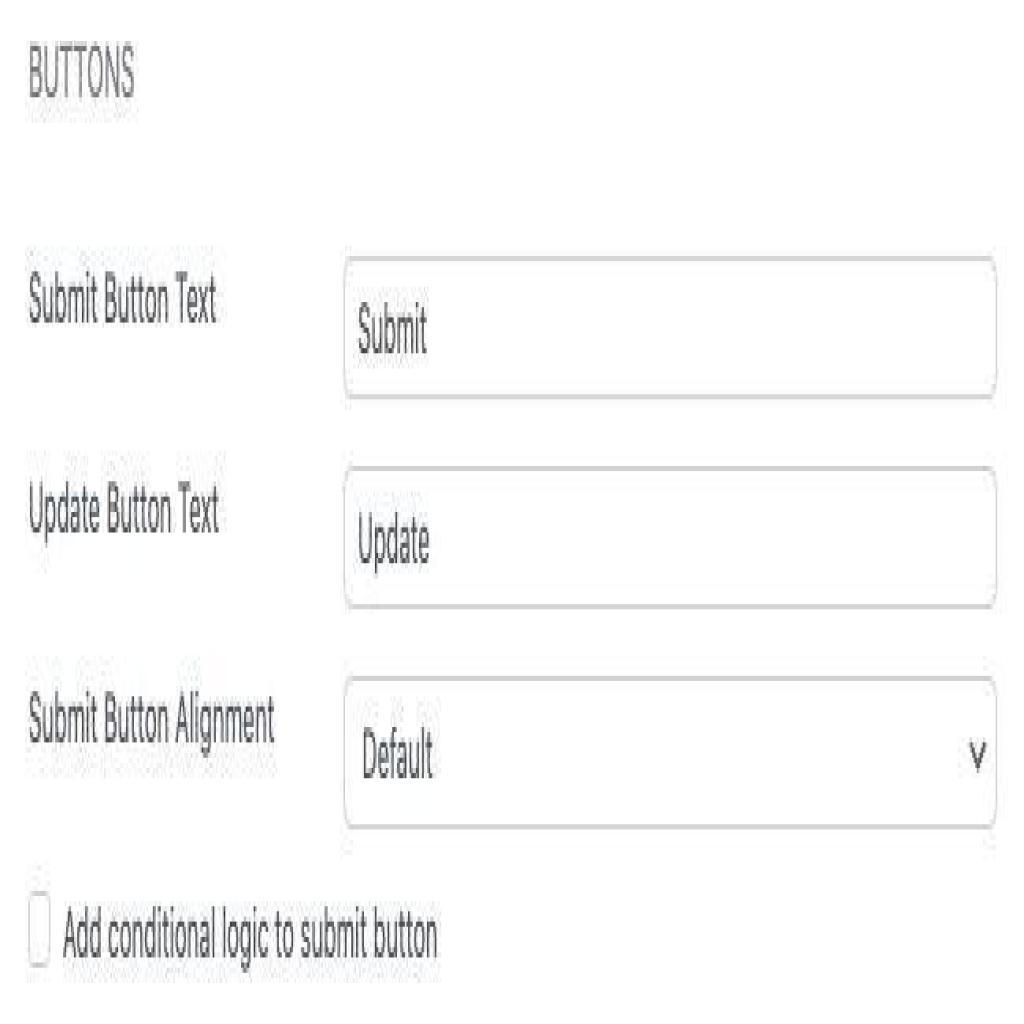 BUTTONS
Submit Button Text
Submit
Update Button Text
Update
Submit Button Alignment
Default
Add conditional logic to submit button